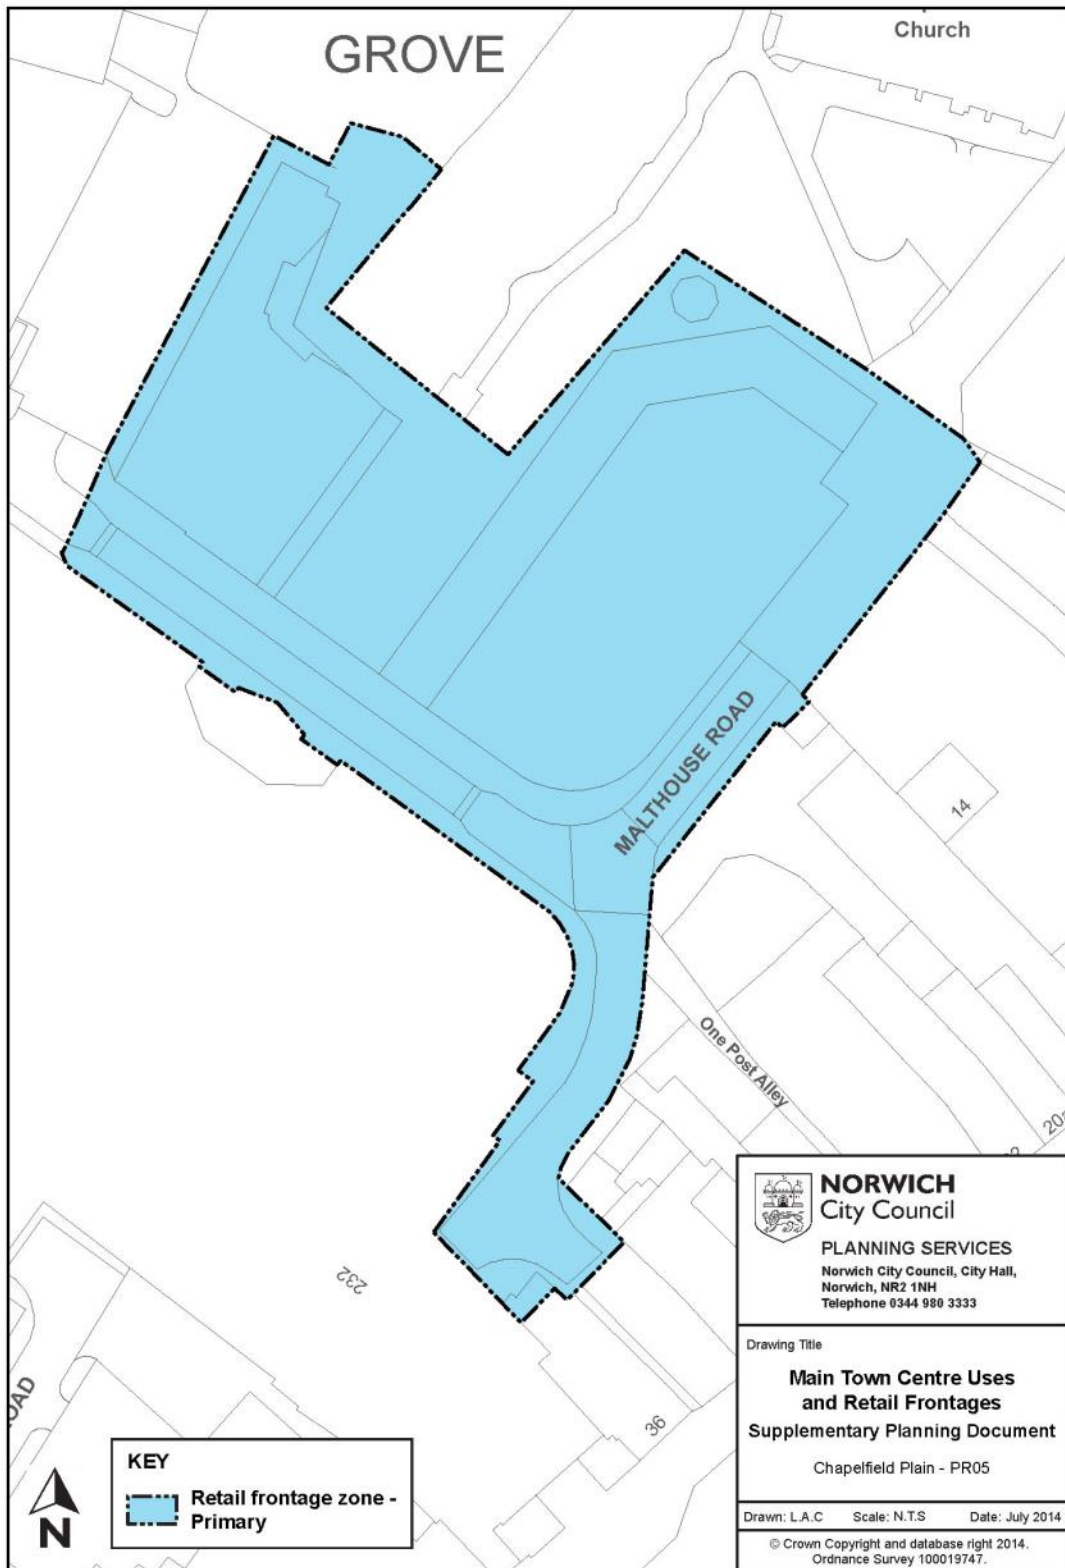 Church
GROVE
MALTHOUSE ROAD
14
One Post Alley
232
36
KEY
Retail frontage zone -
Primary
N
NORWICH
City Council
PLANNING SERVICES
Norwich City Council, City Hall,
Norwich, NR2 1NH
Telephone 0344 980 3333
Drawing Title
Main Town Centre Uses
and Retail Frontages
Supplementary Planning Document
Chapelfield Plain - PR05
Drawn: L.A.C Scale: N.T.S Date: July 2014
© Crown Copyright and database right 2014.
Ordnance Survey 100019747.